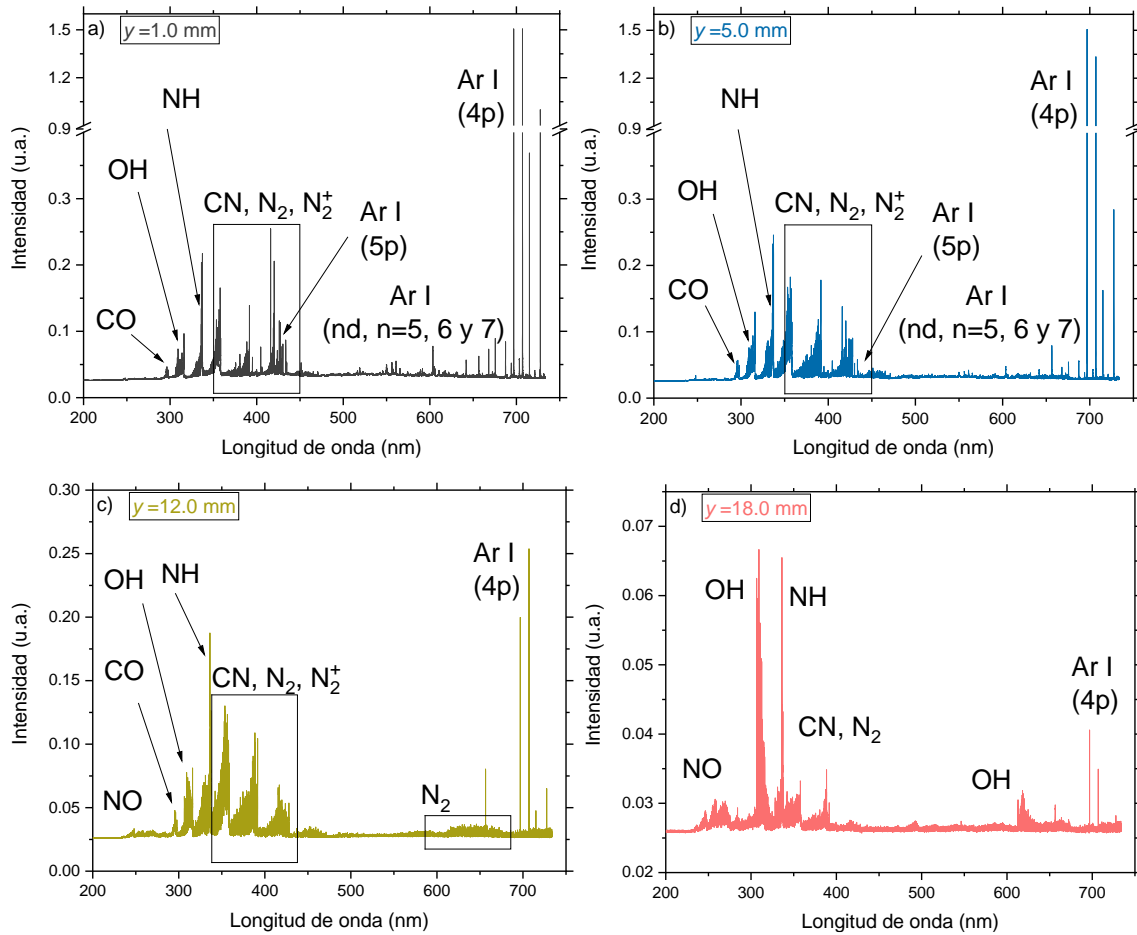 a) y =1.0 mm
Intensidad (u.a.)
1.5
1.2
0.9
0.3
0.2
0.1
0.0
NH
OH
CO
CN, N₂, N₂⁺
Ar I
(5p)
Ar I
(4p)
Ar I
(nd, n=5, 6 y 7)
200 300 400 500 600 700
Longitud de onda (nm)
b) y =5.0 mm
Intensidad (u.a.)
1.5
1.2
0.9
0.3
0.2
0.1
0.0
NH
OH
CO
CN, N₂, N₂⁺
Ar I
(5p)
Ar I
(4p)
Ar I
(nd, n=5, 6 y 7)
200 300 400 500 600 700
Longitud de onda (nm)
c) y =12.0 mm
Intensidad (u.a.)
0.30
0.25
0.20
0.15
0.10
0.05
0.00
OH
NH
CO
NO
CN, N₂, N₂⁺
N₂
Ar I
(4p)
200 300 400 500 600 700
Longitud de onda (nm)
d) y =18.0 mm
Intensidad (u.a.)
0.07
0.06
0.05
0.04
0.03
0.02
OH
NH
NO
CN, N₂
OH
Ar I
(4p)
200 300 400 500 600 700
Longitud de onda (nm)